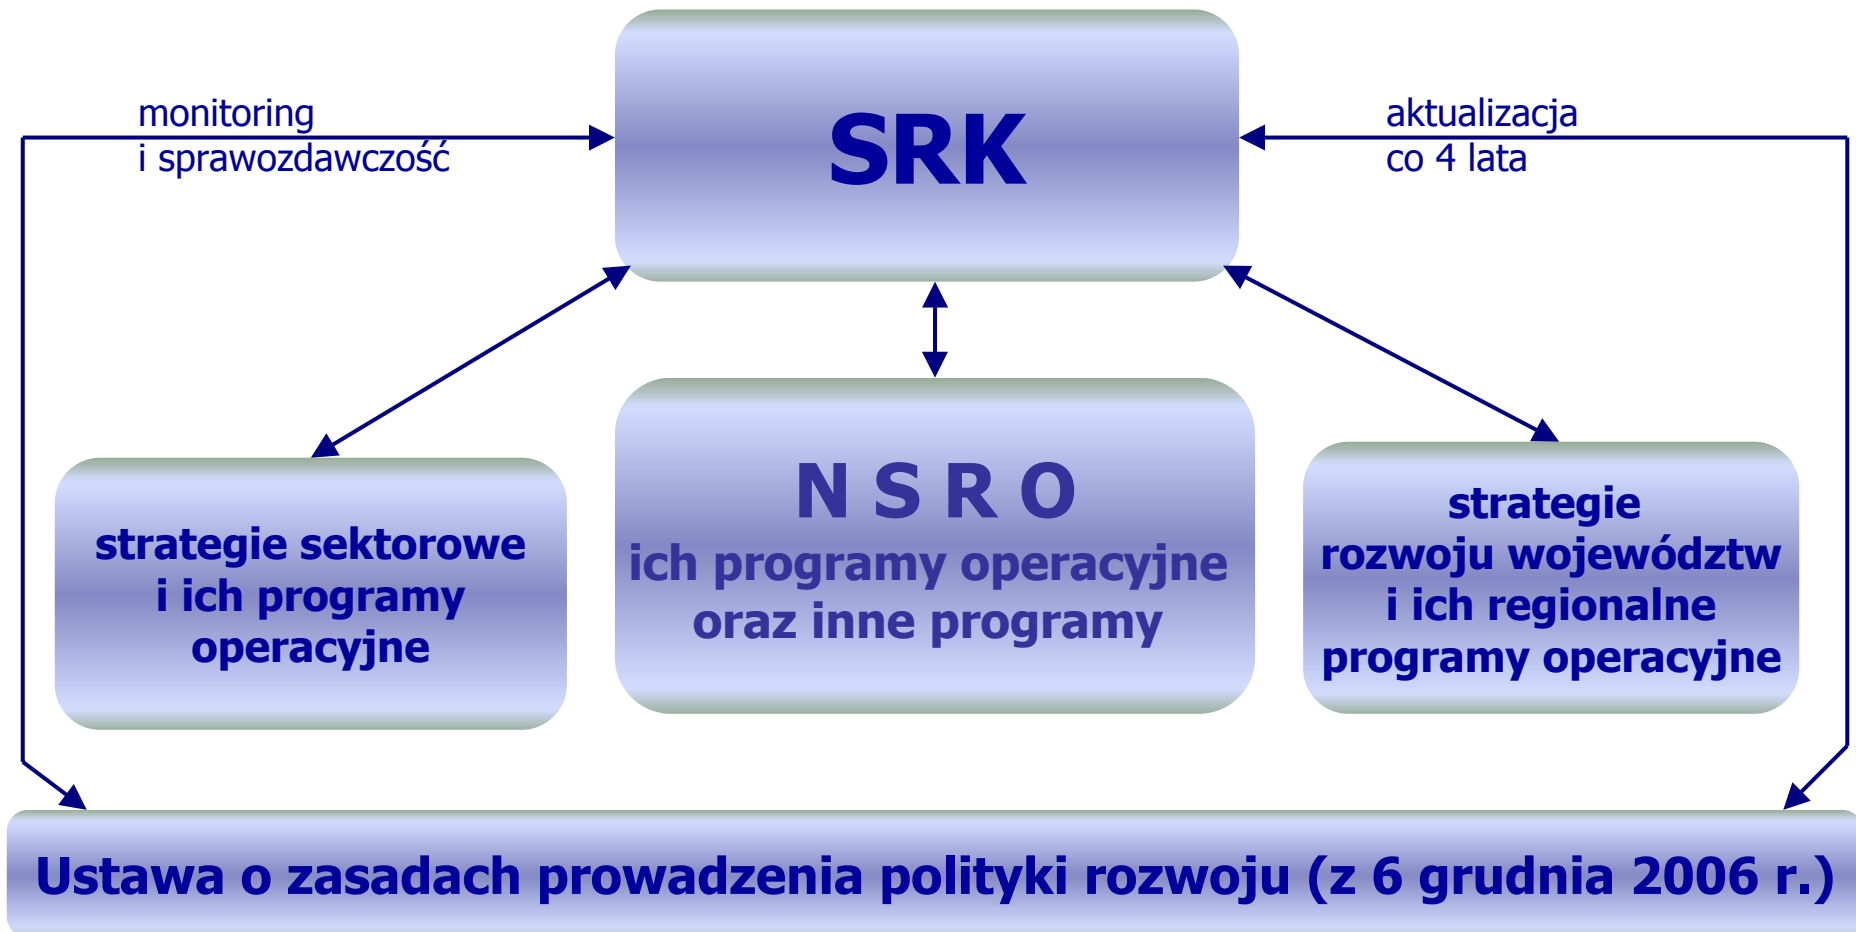 monitoring
i sprawozdawczość
SRK
aktualizacja
co 4 lata
strategie sektorowe
i ich programy
operacyjne
N S R O
ich programy operacyjne
oraz inne programy
strategie
rozwoju województw
i ich regionalne
programy operacyjne
Ustawa o zasadach prowadzenia polityki rozwoju (z 6 grudnia 2006 r.)